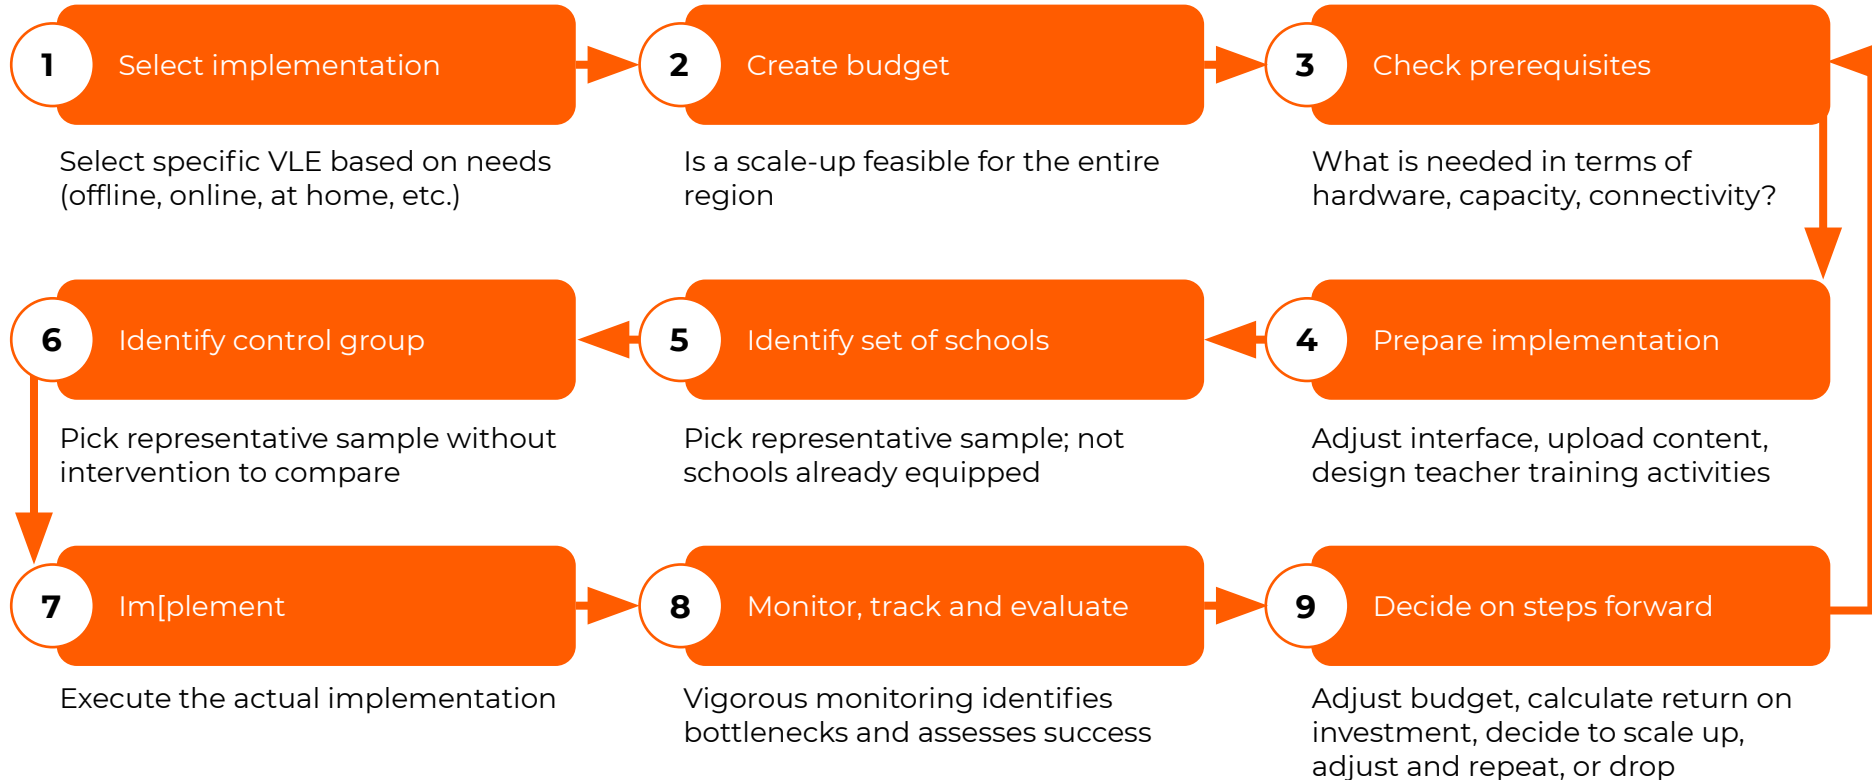 1 Select implementation
Select specific VLE based on needs
(offline, online, at home, etc.)
2 Create budget
Is a scale-up feasible for the entire
region
3 Check prerequisites
What is needed in terms of
hardware, capacity, connectivity?
4 Prepare implementation
Adjust interface, upload content,
design teacher training activities
5 Identify set of schools
Pick representative sample; not
schools already equipped
6 Identify control group
Pick representative sample without
intervention to compare
7 Im[plement
Execute the actual implementation
8 Monitor, track and evaluate
Vigorous monitoring identifies
bottlenecks and assesses success
9 Decide on steps forward
Adjust budget, calculate return on
investment, decide to scale up,
adjust and repeat, or drop